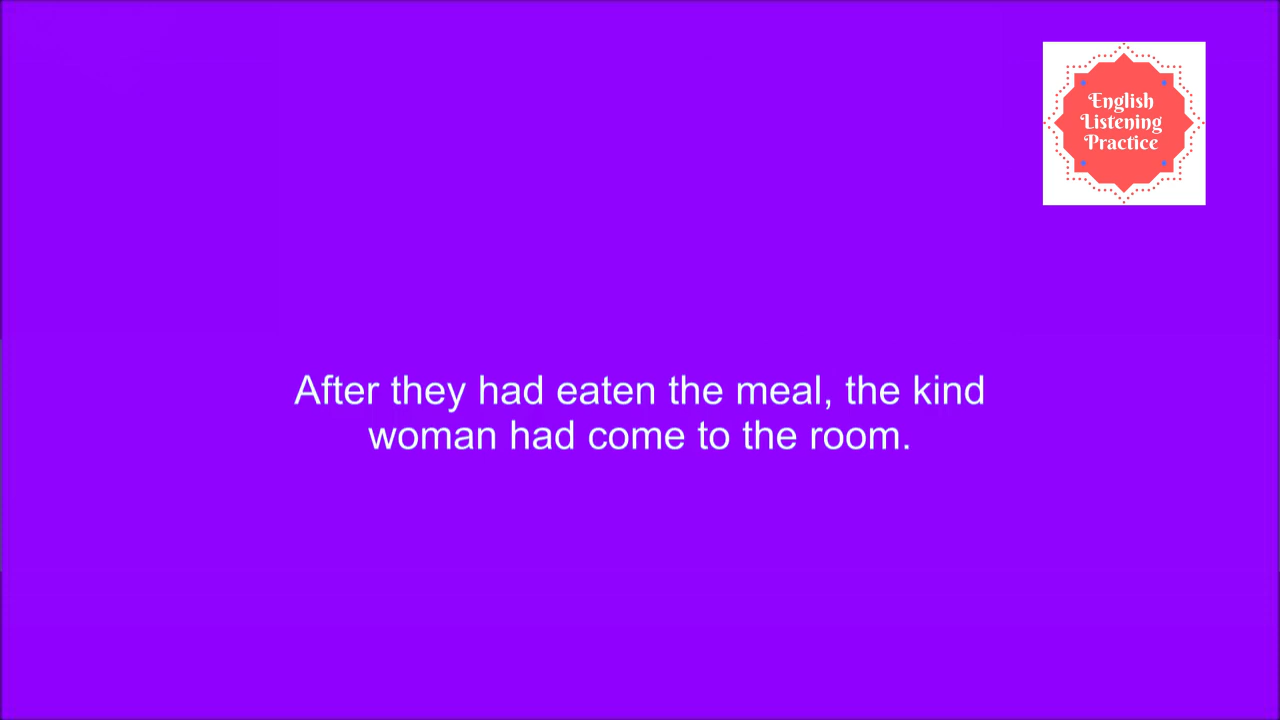 English
Listening
Practice
After they had eaten the meal, the kind
woman had come to the room.